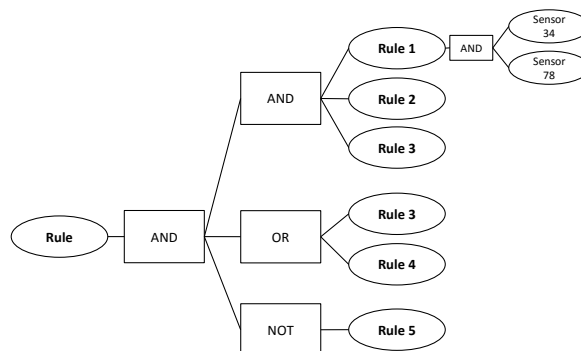 Sensor
34
Rule 1
AND
Sensor
78
AND
Rule 2
Rule 3
Rule 3
Rule
AND
OR
Rule 4
NOT
Rule 5